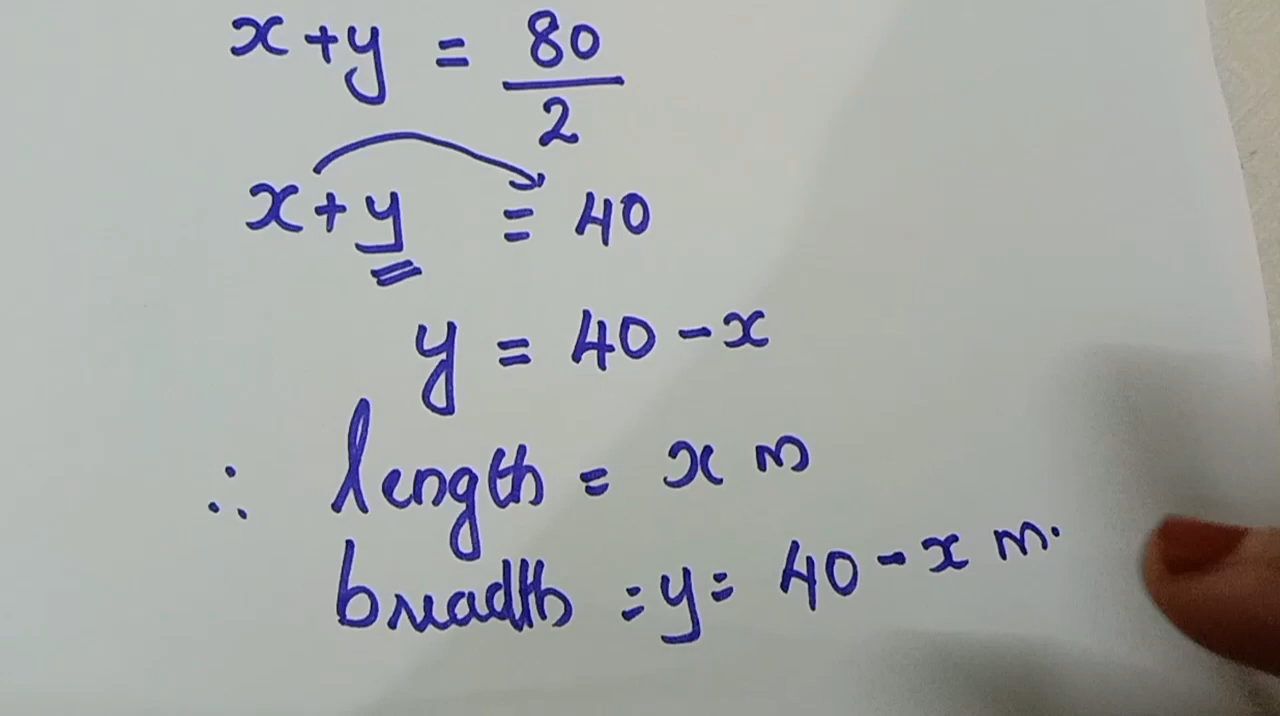 x + y = 80/2
x + y = 40
y = 40 - x
∴ length = x m
breadth = y = 40 - x m.